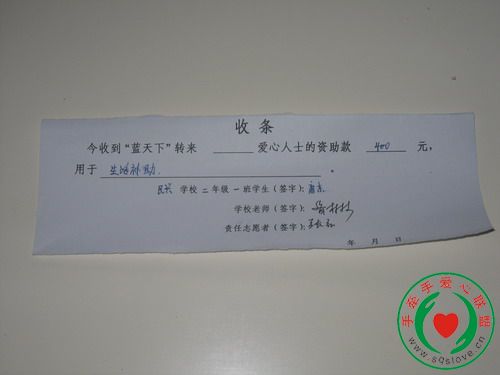 收条
今收到“蓝天下”转来 ______ 爱心人士的资助款 400 元,
用于 生活补助 。
民兴 学校 二 年级 一 班学生(签字):
学校老师(签字):
责任志愿者(签字):
年 月 日
手牵手爱心联盟
www.sqslove.cn